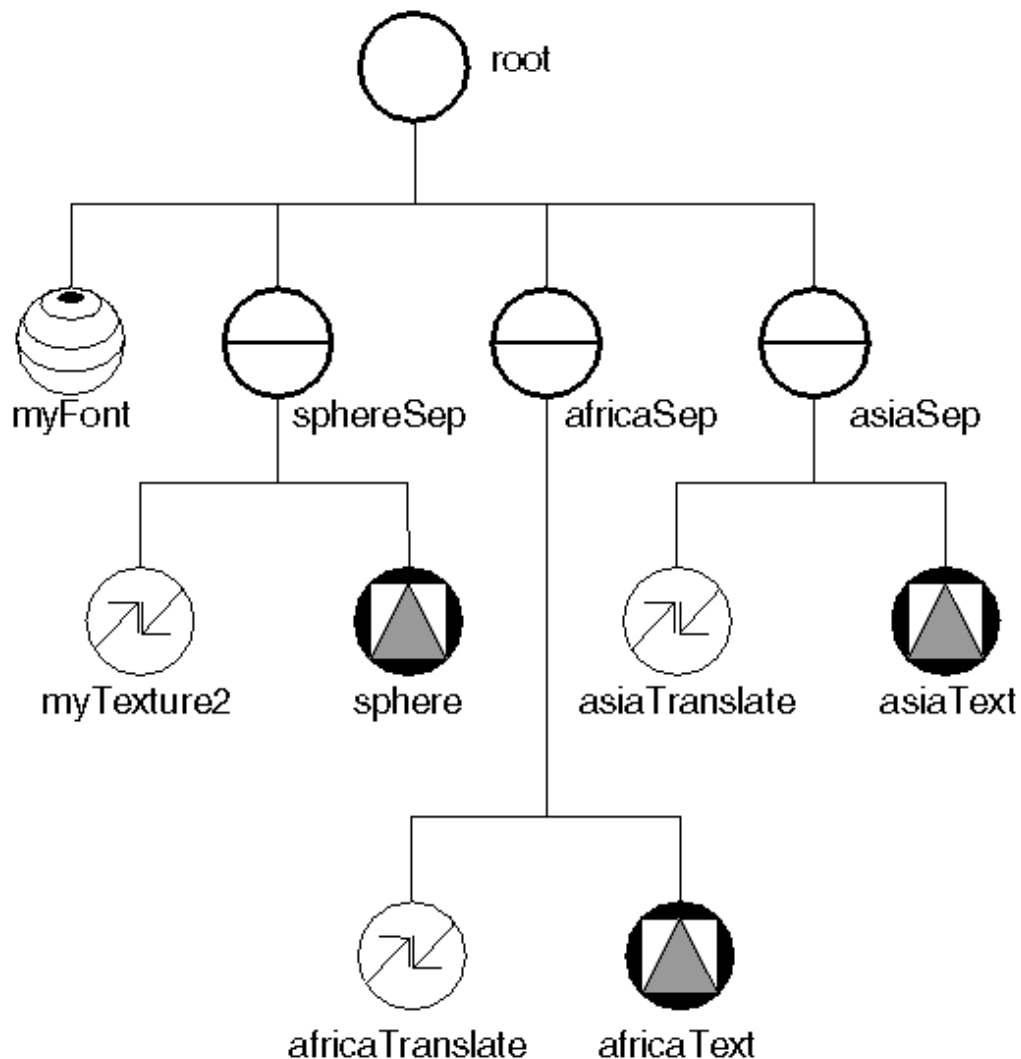 root
myFont
sphereSep
africaSep
asiaSep
myTexture2
sphere
asiaTranslate
asiaText
africaTranslate
africaText